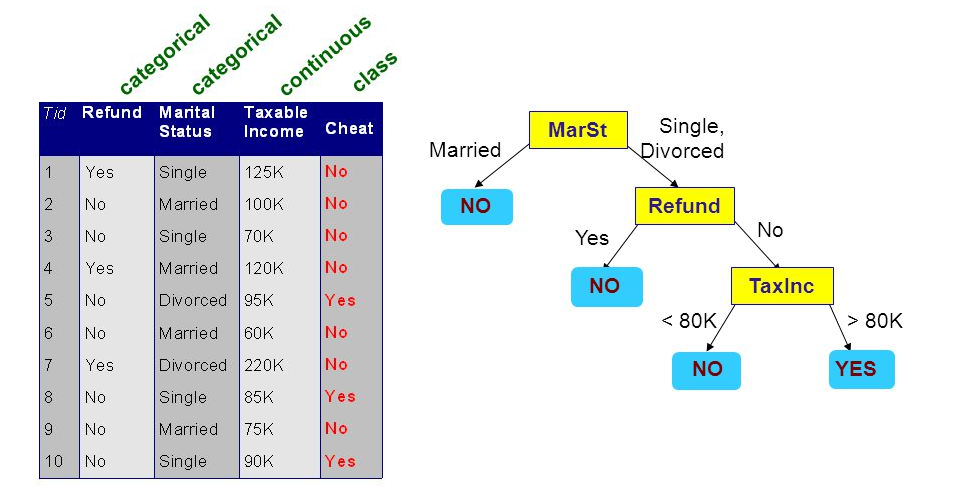 categorical
categorical
continuous
class
Tid Refund Marital Status Taxable Income Cheat
1 Yes Single 125K No
2 No Married 100K No
3 No Single 70K No
4 Yes Married 120K No
5 No Divorced 95K Yes
6 No Married 60K No
7 Yes Divorced 220K No
8 No Single 85K Yes
9 No Married 75K No
10 No Single 90K Yes
MarSt
Married
Single,
Divorced
NO
Refund
Yes
No
NO
TaxInc
< 80K
> 80K
NO
YES